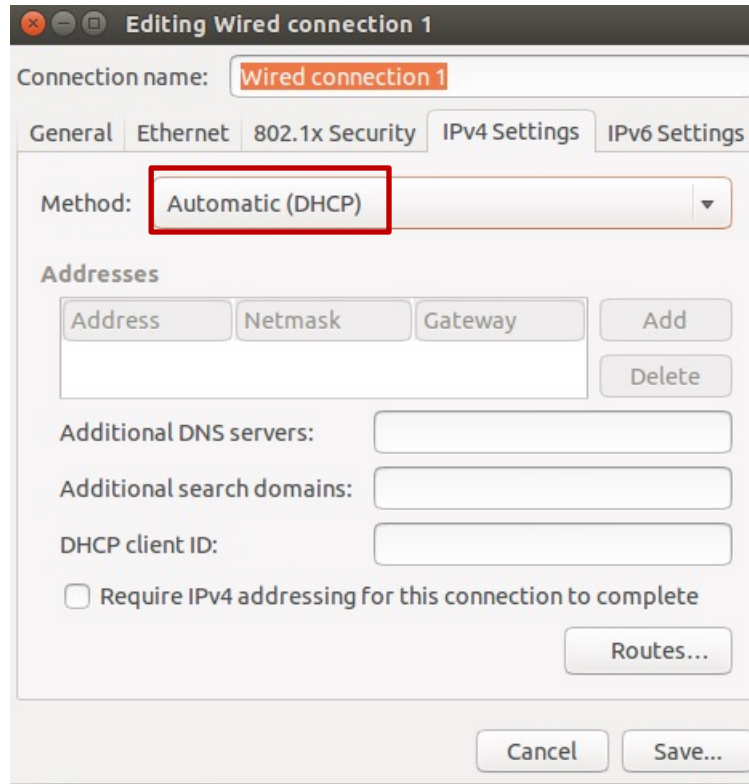 Editing Wired connection 1
Connection name: Wired connection 1
General Ethernet 802.1x Security IPv4 Settings IPv6 Settings
Method: Automatic (DHCP)
Addresses
Address Netmask Gateway Add
Delete
Additional DNS servers:
Additional search domains:
DHCP client ID:
Require IPv4 addressing for this connection to complete
Routes...
Cancel Save...